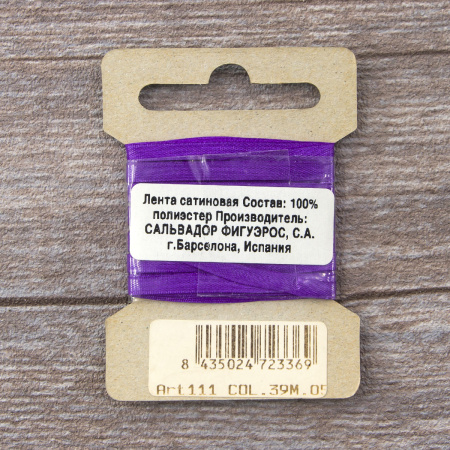 Лента сатиновая Состав: 100%
полиэстер Производитель:
САЛЬВАДОР ФИГУЭРОС, С.А.
г.Барселона, Испания
8 435024 723369
Art111 COL.39M.05